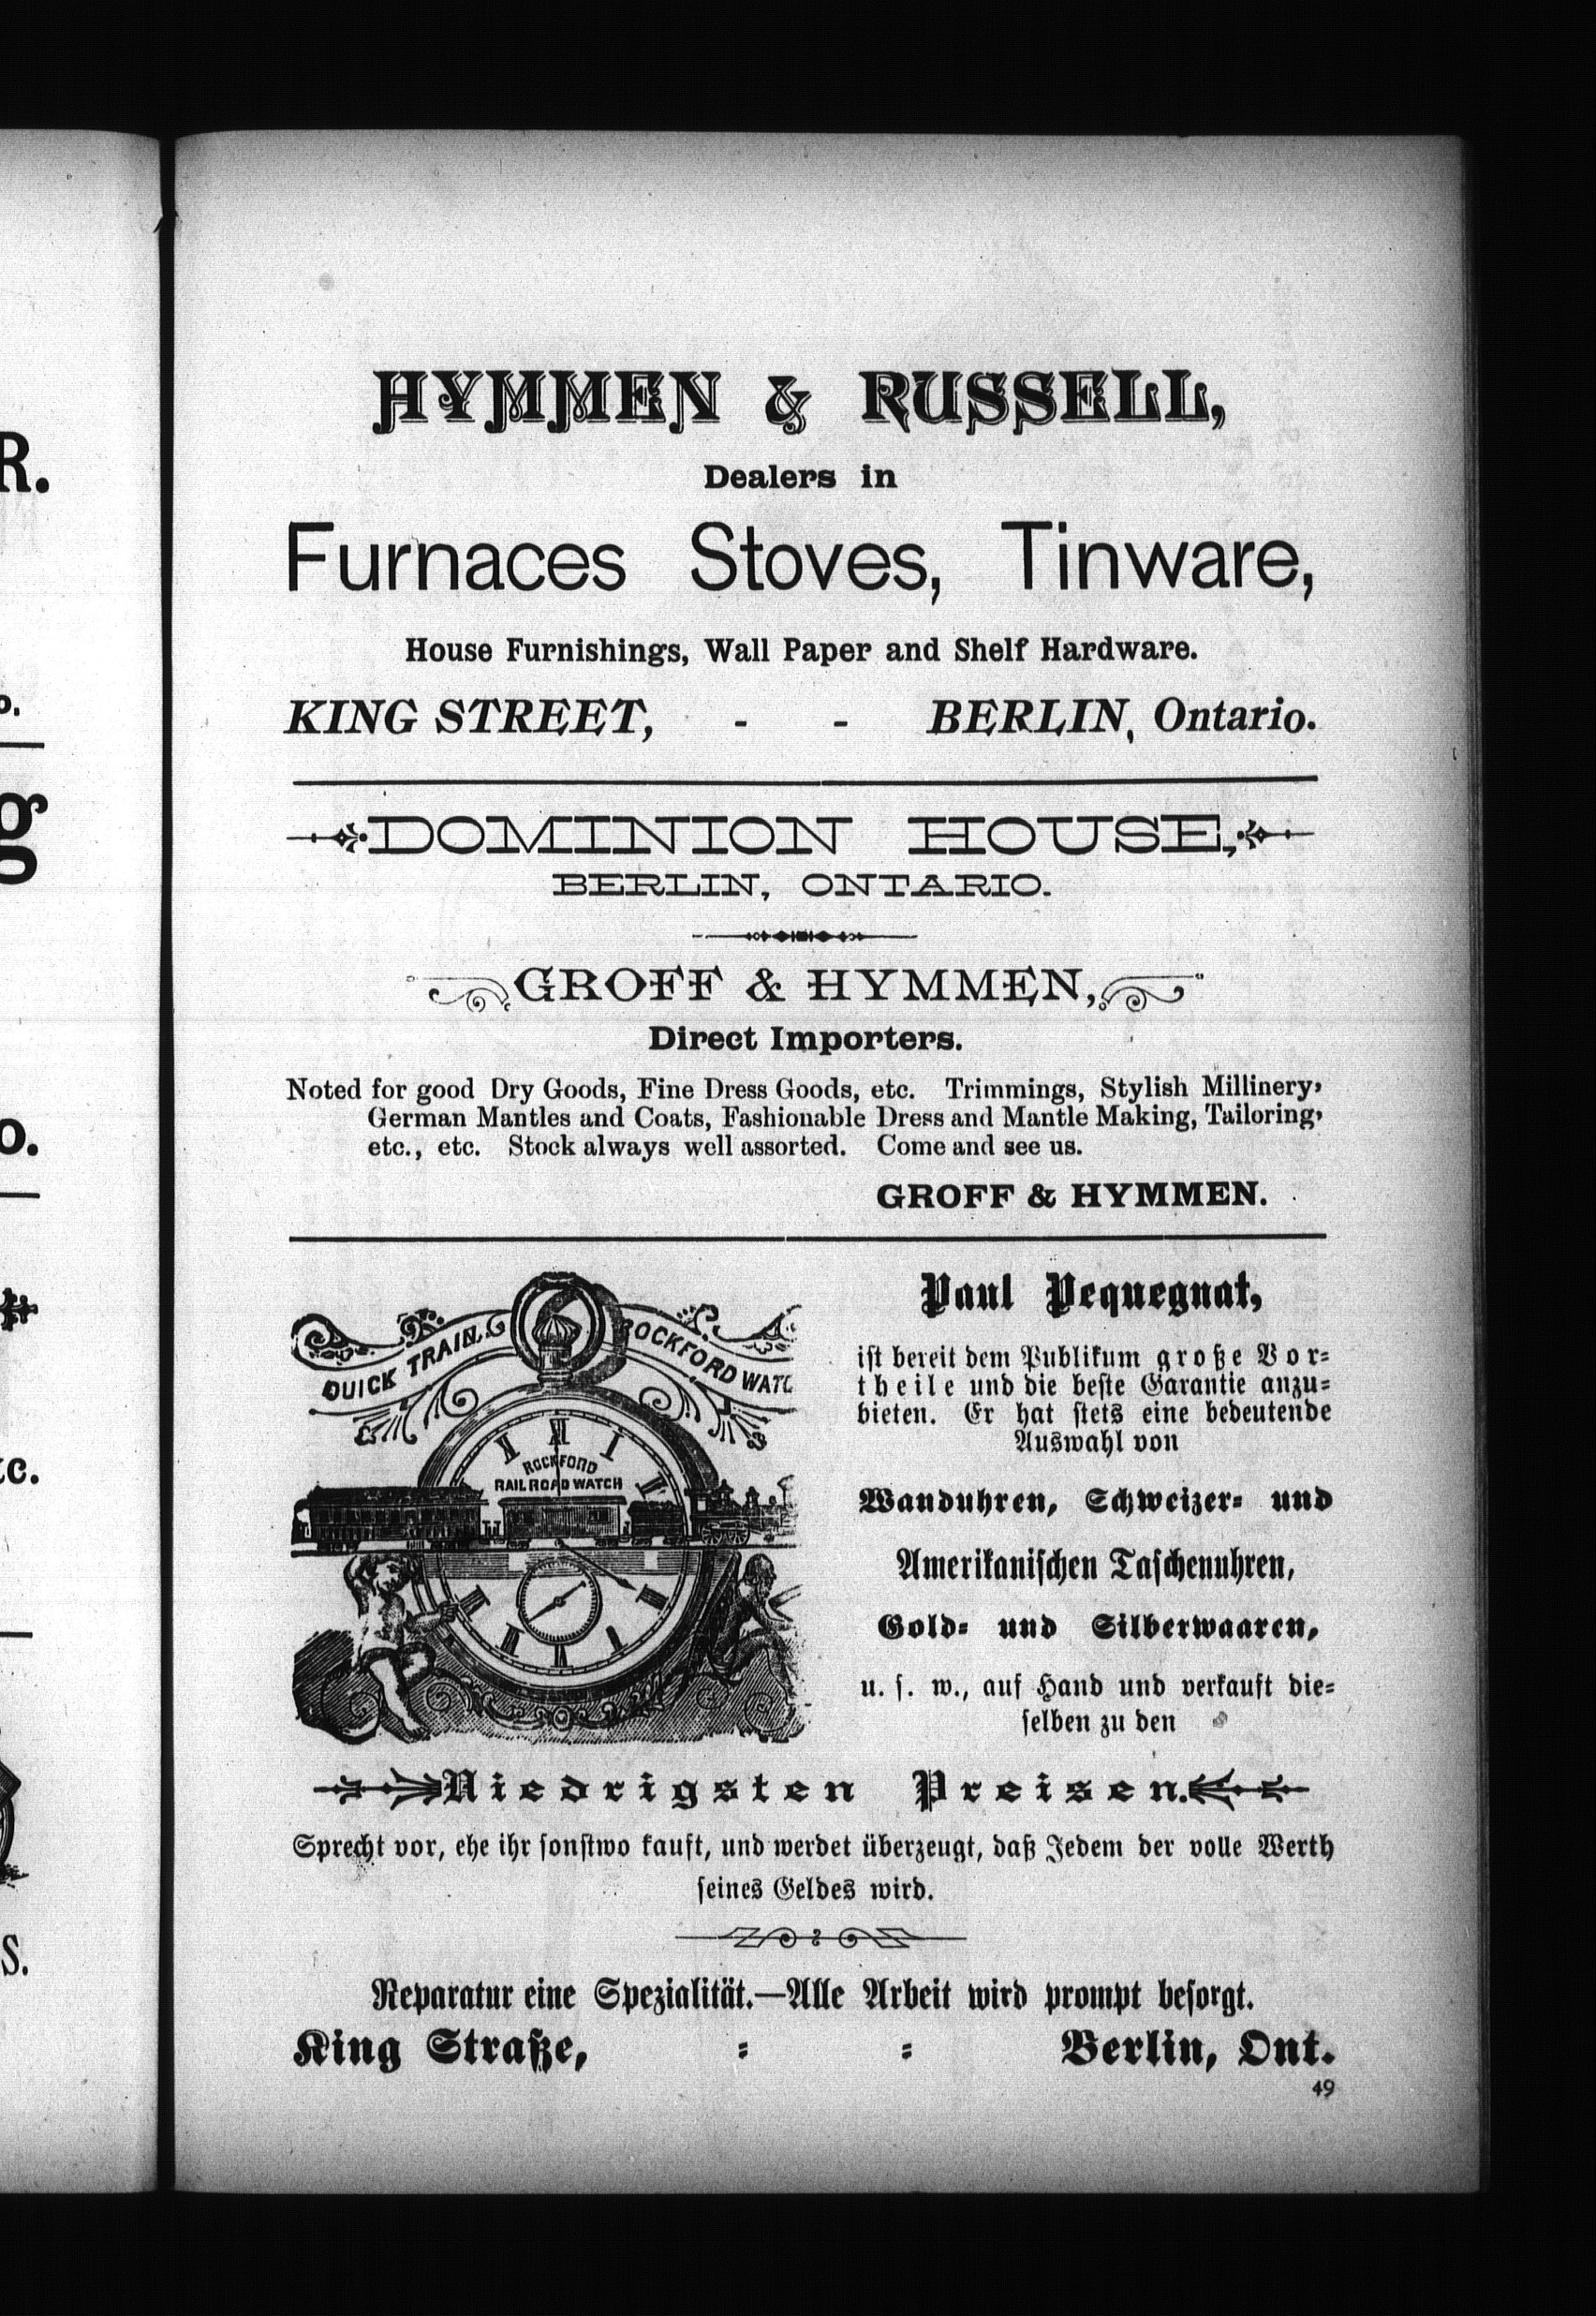 R.
o.
g
o.
tc.
S.
HYMMEN & RUSSELL,
Dealers in
Furnaces Stoves, Tinware,
House Furnishings, Wall Paper and Shelf Hardware.
KING STREET, - - BERLIN, Ontario.
DOMINION HOUSE,
BERLIN, ONTARIO.
GROFF & HYMMEN,
Direct Importers.
Noted for good Dry Goods, Fine Dress Goods, etc. Trimmings, Stylish Millinery,
German Mantles and Coats, Fashionable Dress and Mantle Making, Tailoring,
etc., etc. Stock always well assorted. Come and see us.
GROFF & HYMMEN.
QUICK TRAIN.
ROCKFORD WATC
ROCKFORD
RAILROAD WATCH
Paul Pequegnat,
ist bereit dem Publikum große Vor=
theile und die beste Garantie anzu=
bieten. Er hat stets eine bedeutende
Auswahl von
Wanduhren, Schweizer= und
Amerikanischen Taschenuhren,
Gold= und Silberwaaren,
u. s. w., auf Hand und verkauft die=
selben zu den
Niedrigsten Preisen.
Sprecht vor, ehe ihr sonstwo kauft, und werdet überzeugt, daß Jedem der volle Werth
seines Geldes wird.
Reparatur eine Spezialität.—Alle Arbeit wird prompt besorgt.
King Straße, = = Berlin, Ont.
49